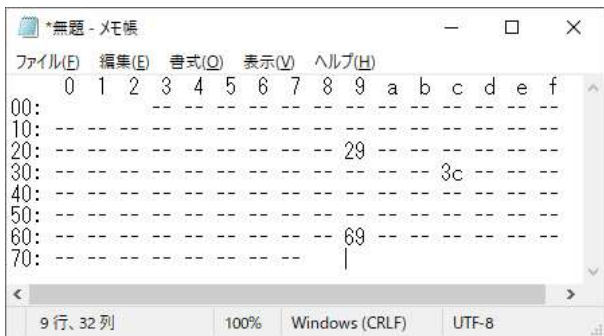 *無題 - メモ帳
ファイル(F) 編集(E) 書式(O) 表示(V) ヘルプ(H)
     0  1  2  3  4  5  6  7  8  9  a  b  c  d  e  f
00:          -- -- -- -- -- -- -- -- -- -- -- -- --
10: -- -- -- -- -- -- -- -- -- -- -- -- -- -- -- --
20: -- -- -- -- -- -- -- -- -- 29 -- -- -- -- -- --
30: -- -- -- -- -- -- -- -- -- -- -- -- 3c -- -- --
40: -- -- -- -- -- -- -- -- -- -- -- -- -- -- -- --
50: -- -- -- -- -- -- -- -- -- -- -- -- -- -- -- --
60: -- -- -- -- -- -- -- -- -- 69 -- -- -- -- -- --
70: -- -- -- -- -- -- -- --
9 行、32 列 100% Windows (CRLF) UTF-8